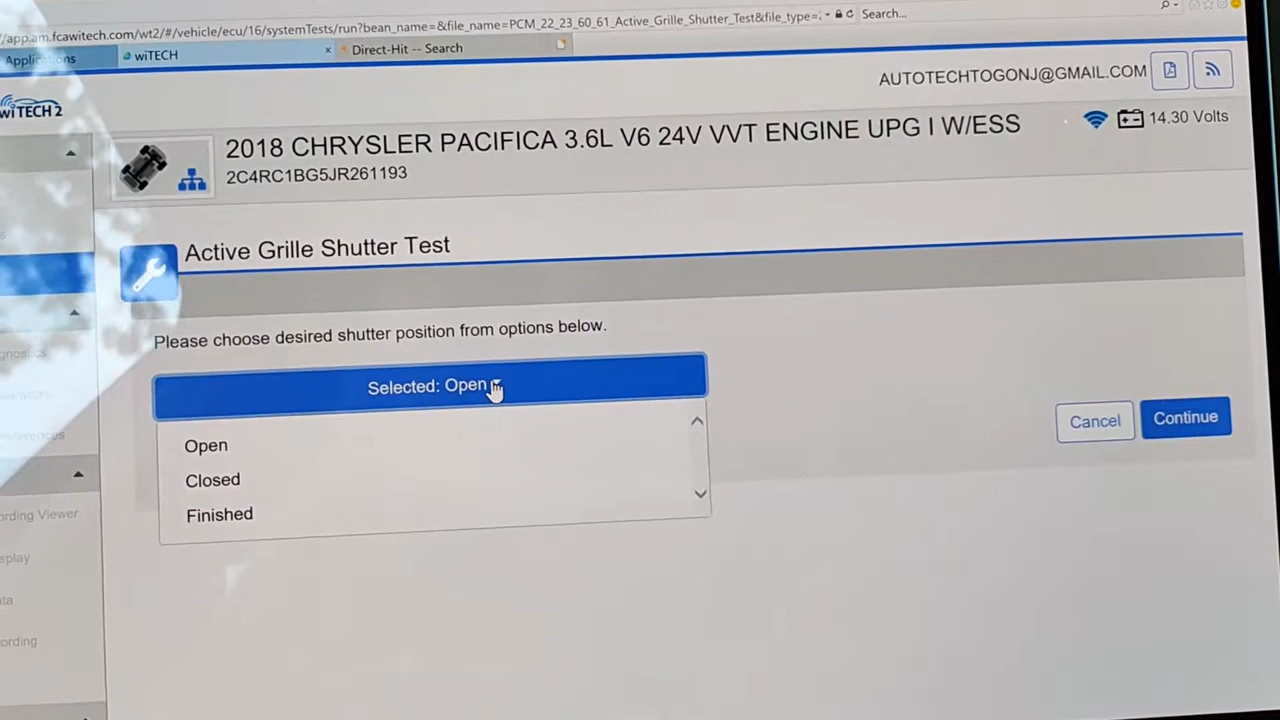 /app.am.fcawitech.com/wt2/#/vehicle/ecu/16/systemTests/run?bean_name=&file_name=PCM_22_23_60_61_Active_Grille_Shutter_Test&file_type=
Search...
Applications
wiTECH ×
Direct-Hit -- Search
AUTOTECHTOGONJ@GMAIL.COM
wiTECH 2
2018 CHRYSLER PACIFICA 3.6L V6 24V VVT ENGINE UPG I W/ESS
14.30 Volts
2C4RC1BG5JR261193
Active Grille Shutter Test
Please choose desired shutter position from options below.
Selected: Open
Open
Closed
Finished
Cancel
Continue
ording Viewer
splay
ata
ording